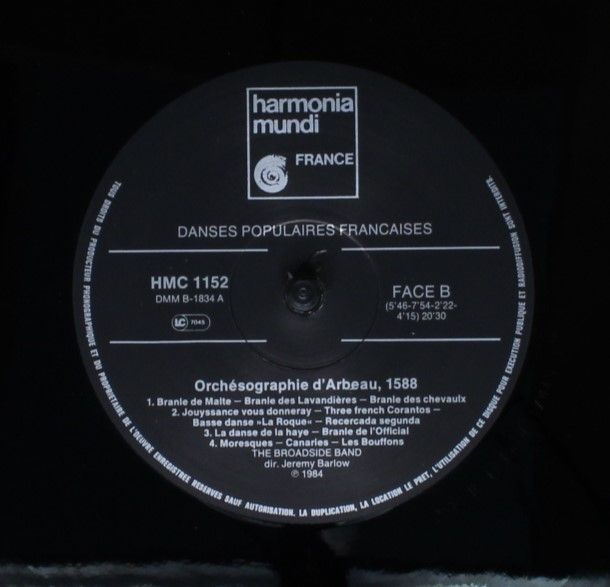 harmonia
mundi
FRANCE
DANSES POPULAIRES FRANCAISES
HMC 1152
DMM B-1834 A
LC 7045
FACE B
(5'46-7'54-2'22-
4'15) 20'30
Orchésographie d'Arbeau, 1588
1. Branle de Malte – Branle des Lavandières – Branle des chevaulx
2. Jouyssance vous donneray – Three french Corantos –
Basse danse »La Roque« – Recercada segunda
3. La danse de la haye – Branle de l'Official
4. Moresques – Canaries – Les Bouffons
THE BROADSIDE BAND
dir. Jeremy Barlow
℗ 1984
TOUS DROITS DU PRODUCTEUR PHONOGRAPHIQUE ET DU PROPRIETAIRE DE L'OEUVRE ENREGISTREE RESERVES SAUF AUTORISATION. LA DUPLICATION, LA LOCATION LE PRET, L'UTILISATION DE CE DISQUE POUR EXECUTION PUBLIQUE ET RADIODIFFUSION SONT INTERDITS.